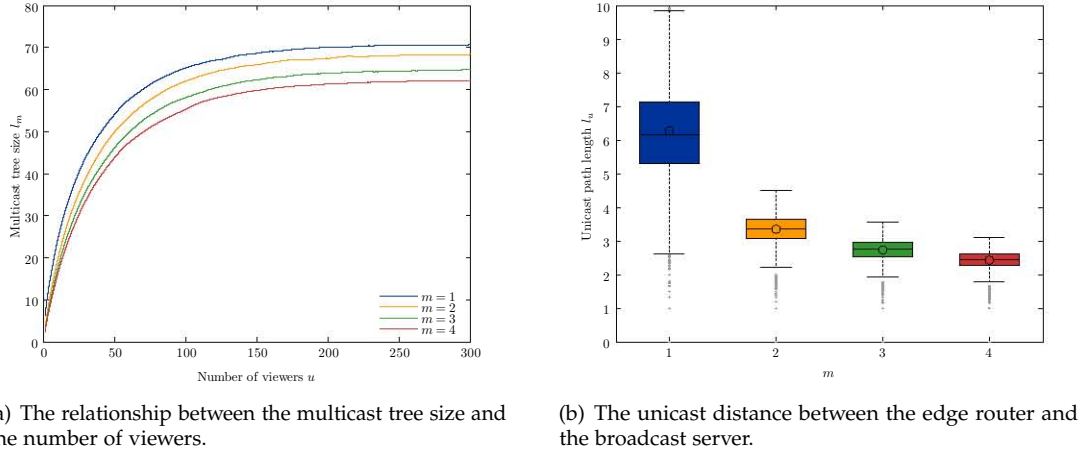 80
70
60
50
40
30
20
10
0
Multicast tree size l_m
m = 1
m = 2
m = 3
m = 4
0 50 100 150 200 250 300
Number of viewers u
10
9
8
7
6
5
4
3
2
1
0
Unicast path length l_u
1 2 3 4
m
a) The relationship between the multicast tree size and
he number of viewers.
(b) The unicast distance between the edge router and
the broadcast server.